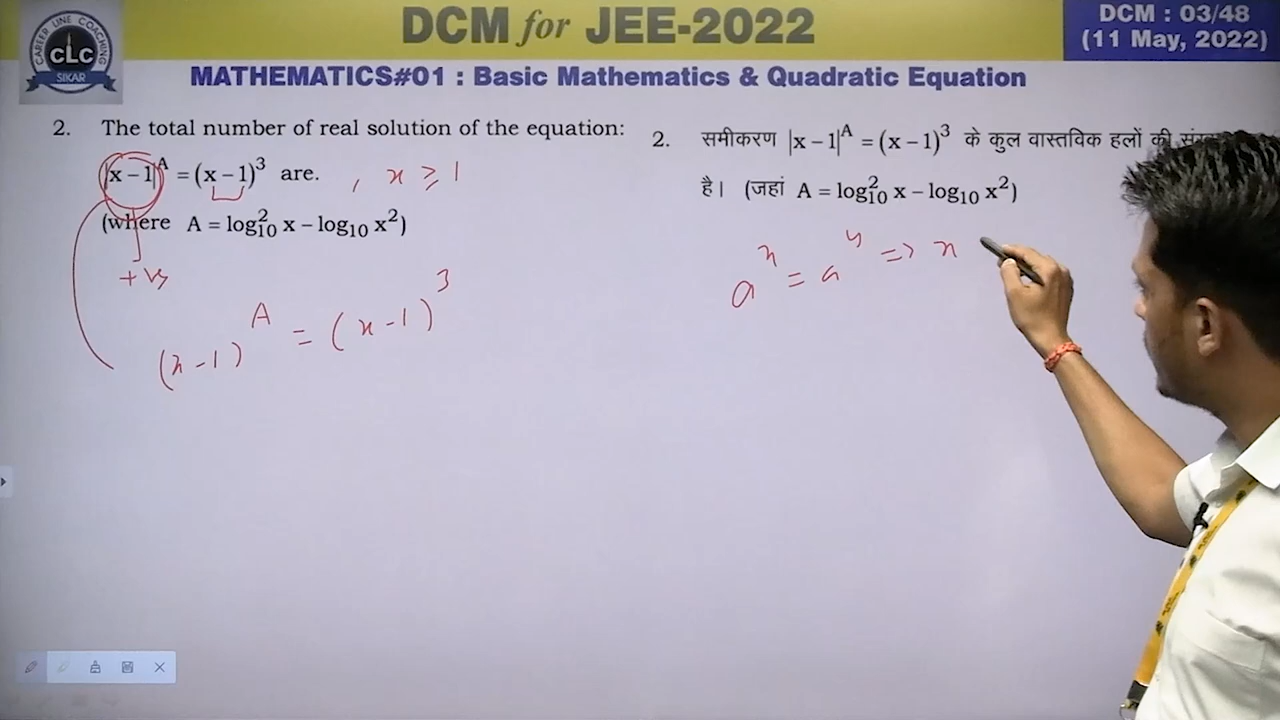 CAREER LINE COACHING
CLC
SIKAR
DCM for JEE-2022
DCM : 03/48
(11 May, 2022)
MATHEMATICS#01 : Basic Mathematics & Quadratic Equation
2. The total number of real solution of the equation:
|x – 1|^A = (x – 1)^3 are.
, x ≥ 1
(where A = log²₁₀ x – log₁₀ x²)
+ve
(x - 1)^A = (x - 1)^3
2. समीकरण |x – 1|^A = (x – 1)^3 के कुल वास्तविक हलों की
है। (जहां A = log²₁₀ x – log₁₀ x²)
a^x = a^y => x